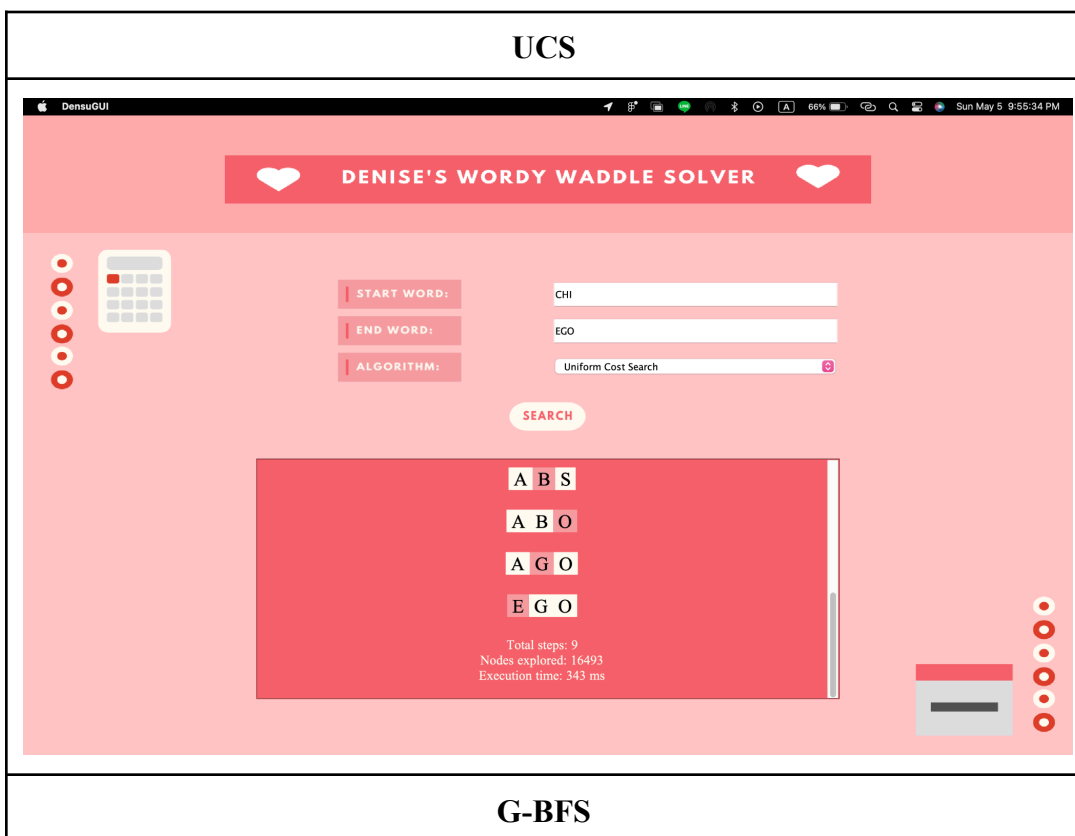 UCS
DensuGUI
A 66% Sun May 5 9:55:34 PM
DENISE'S WORDY WADDLE SOLVER
START WORD: CHI
END WORD: EGO
ALGORITHM: Uniform Cost Search
SEARCH
A B S
A B O
A G O
E G O
Total steps: 9
Nodes explored: 16493
Execution time: 343 ms
G-BFS